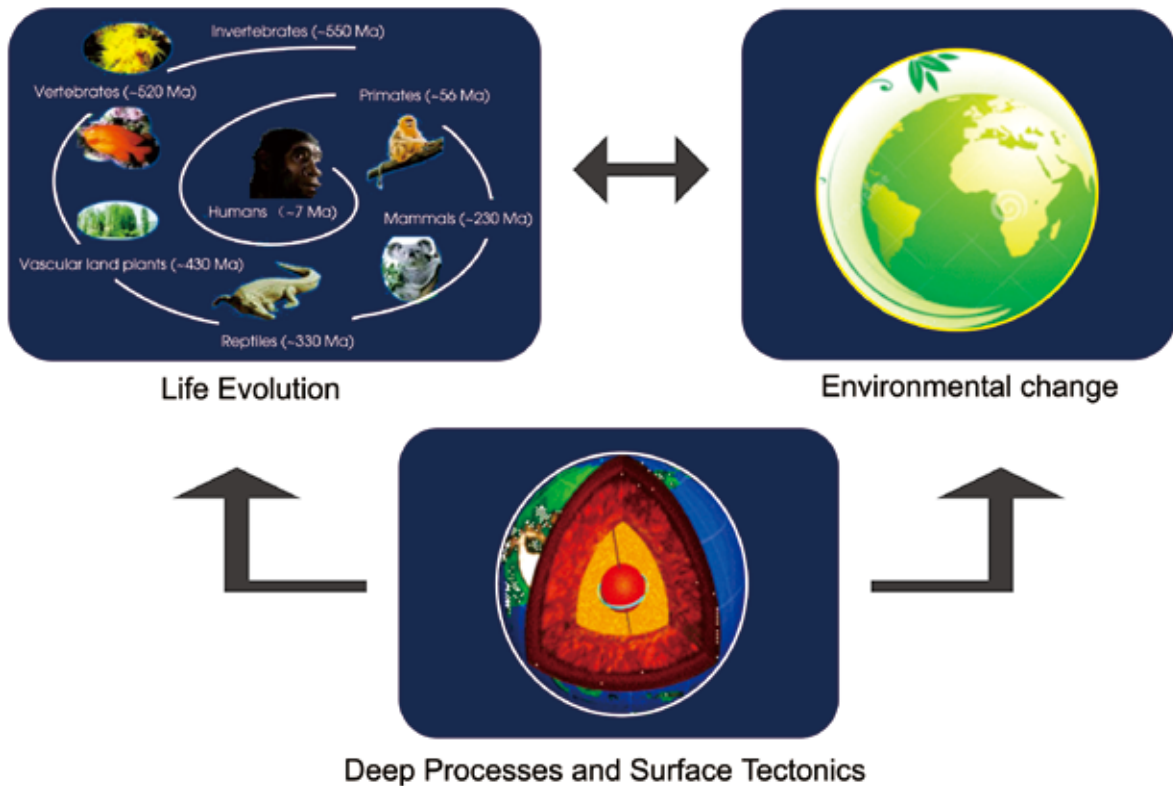 Invertebrates (~550 Ma)
Vertebrates (~520 Ma)
Primates (~56 Ma)
Humans （~7 Ma)
Mammals (~230 Ma)
Vascular land plants (~430 Ma)
Reptiles (~330 Ma)
Life Evolution
Environmental change
Deep Processes and Surface Tectonics